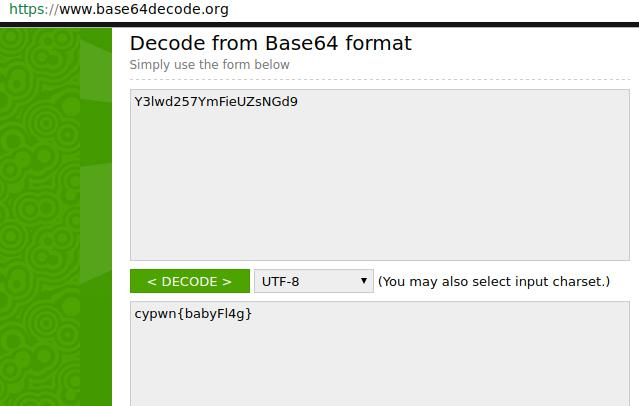 https://www.base64decode.org
Decode from Base64 format
Simply use the form below
Y3lwd257YmFieUZsNGd9
< DECODE > UTF-8 (You may also select input charset.)
cypwn{babyFl4g}